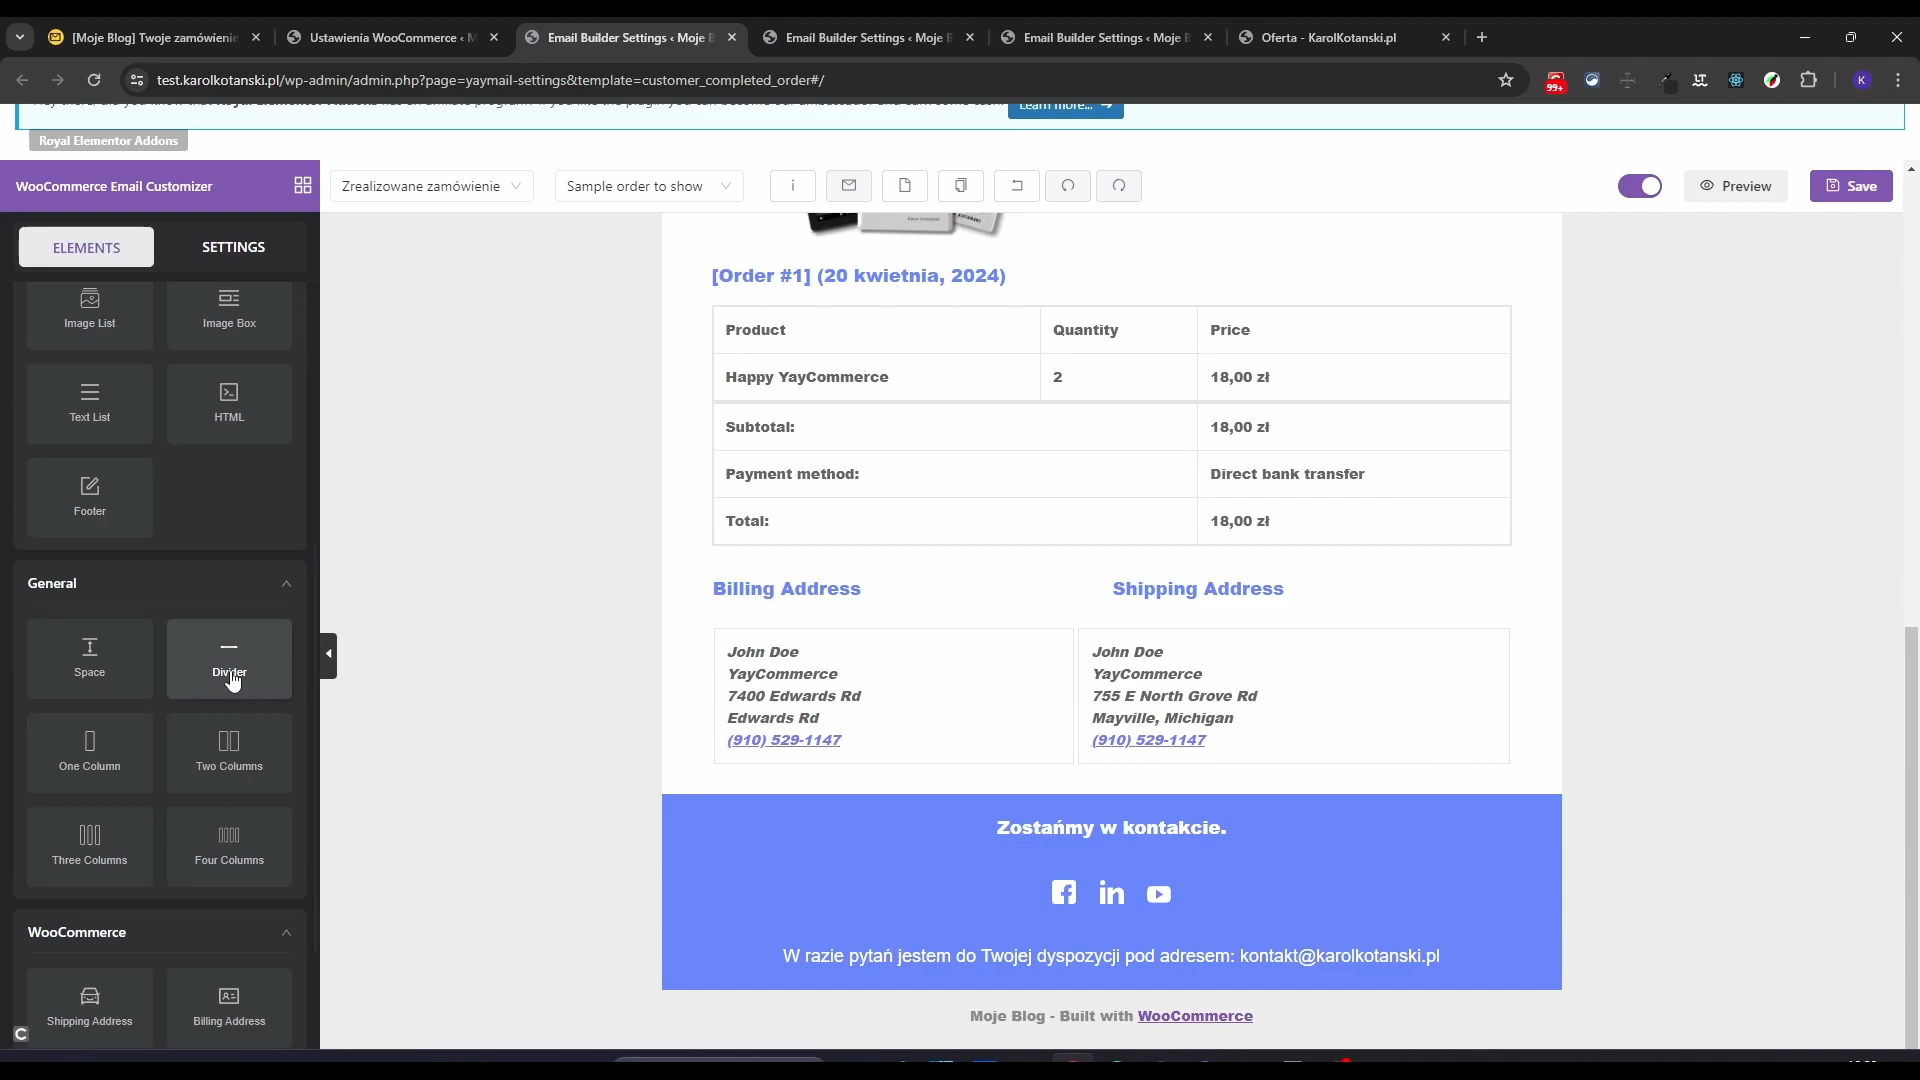 [Moje Blog] Twoje zamówienie
Ustawienia WooCommerce ‹ M
Email Builder Settings ‹ Moje B
Email Builder Settings ‹ Moje B
Email Builder Settings ‹ Moje B
Oferta - KarolKotanski.pl
test.karolkotanski.pl/wp-admin/admin.php?page=yaymail-settings&template=customer_completed_order#/
99+
K
Learn more...
Royal Elementor Addons
WooCommerce Email Customizer
Zrealizowane zamówienie
Sample order to show
Preview
Save
ELEMENTS
SETTINGS
Image List
Image Box
Text List
HTML
Footer
General
Space
Divider
One Column
Two Columns
Three Columns
Four Columns
WooCommerce
Shipping Address
Billing Address
[Order #1] (20 kwietnia, 2024)
Product Quantity Price
Happy YayCommerce 2 18,00 zł
Subtotal: 18,00 zł
Payment method: Direct bank transfer
Total: 18,00 zł
Billing Address
Shipping Address
John Doe
YayCommerce
7400 Edwards Rd
Edwards Rd
(910) 529-1147
John Doe
YayCommerce
755 E North Grove Rd
Mayville, Michigan
(910) 529-1147
Zostańmy w kontakcie.
W razie pytań jestem do Twojej dyspozycji pod adresem: kontakt@karolkotanski.pl
Moje Blog - Built with WooCommerce